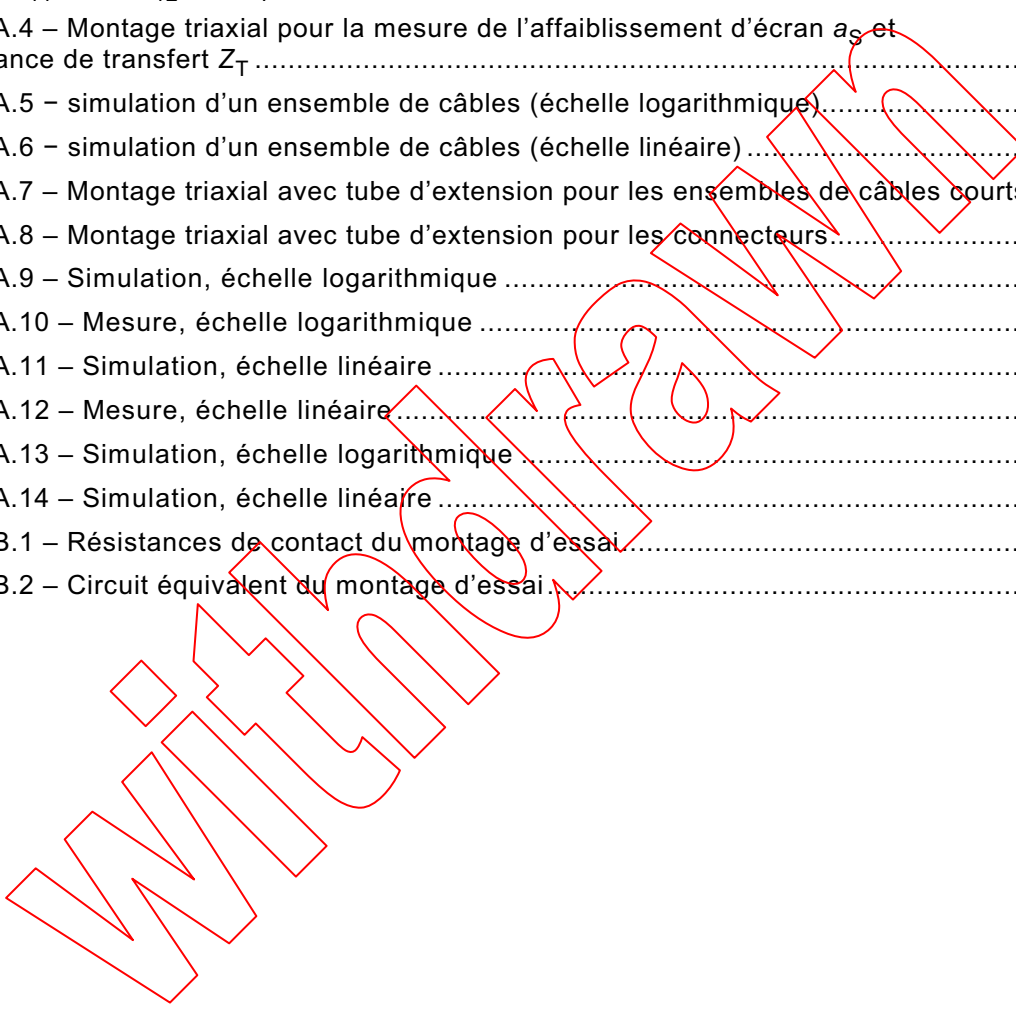 A.4 – Montage triaxial pour la mesure de l’affaiblissement d’écran aS et
ance de transfert ZT
A.5 − simulation d’un ensemble de câbles (échelle logarithmique)
A.6 − simulation d’un ensemble de câbles (échelle linéaire)
A.7 – Montage triaxial avec tube d’extension pour les ensembles de câbles courts
A.8 – Montage triaxial avec tube d’extension pour les connecteurs
A.9 – Simulation, échelle logarithmique
A.10 – Mesure, échelle logarithmique
A.11 – Simulation, échelle linéaire
A.12 – Mesure, échelle linéaire
A.13 – Simulation, échelle logarithmique
A.14 – Simulation, échelle linéaire
B.1 – Résistances de contact du montage d’essai
B.2 – Circuit équivalent du montage d’essai
withdrawn